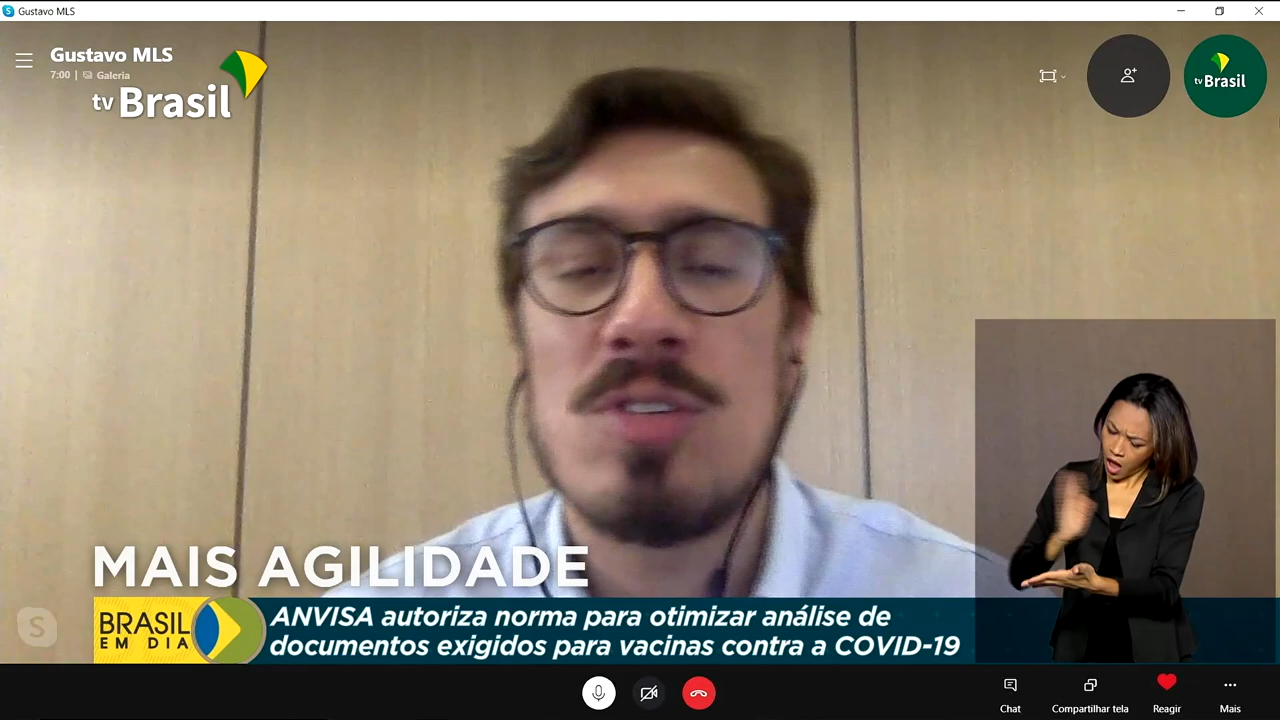 Gustavo MLS
Gustavo MLS
7:00 | Galeria
tv Brasil
tv Brasil
MAIS AGILIDADE
BRASIL
EM DIA
ANVISA autoriza norma para otimizar análise de
documentos exigidos para vacinas contra a COVID-19
S
Chat
Compartilhar tela
Reagir
Mais